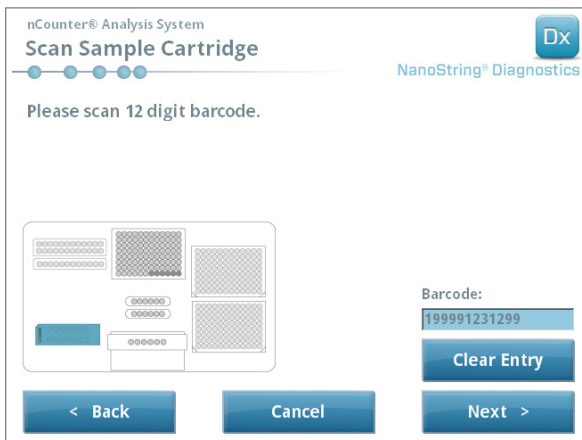 nCounter® Analysis System
Scan Sample Cartridge
Dx
NanoString® Diagnostics
Please scan 12 digit barcode.
Barcode:
199991231299
Clear Entry
< Back
Cancel
Next >